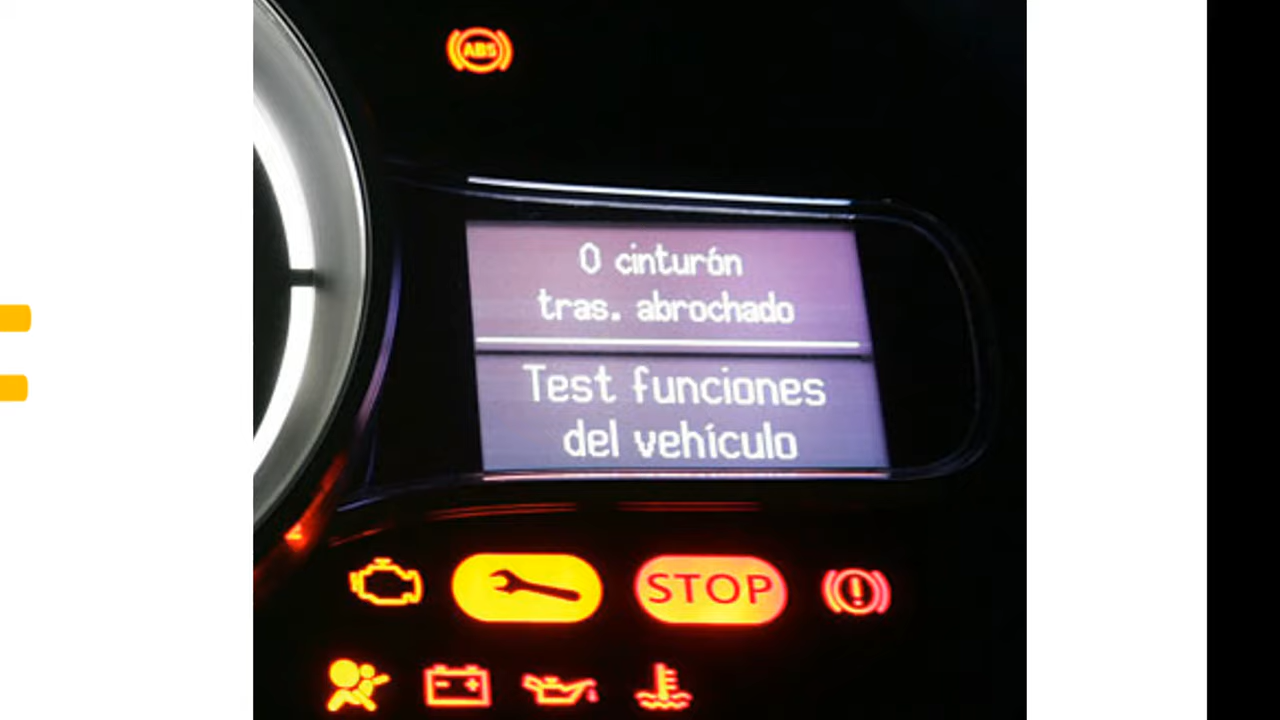 ABS
0 cinturón
tras. abrochado
Test funciones
del vehículo
STOP